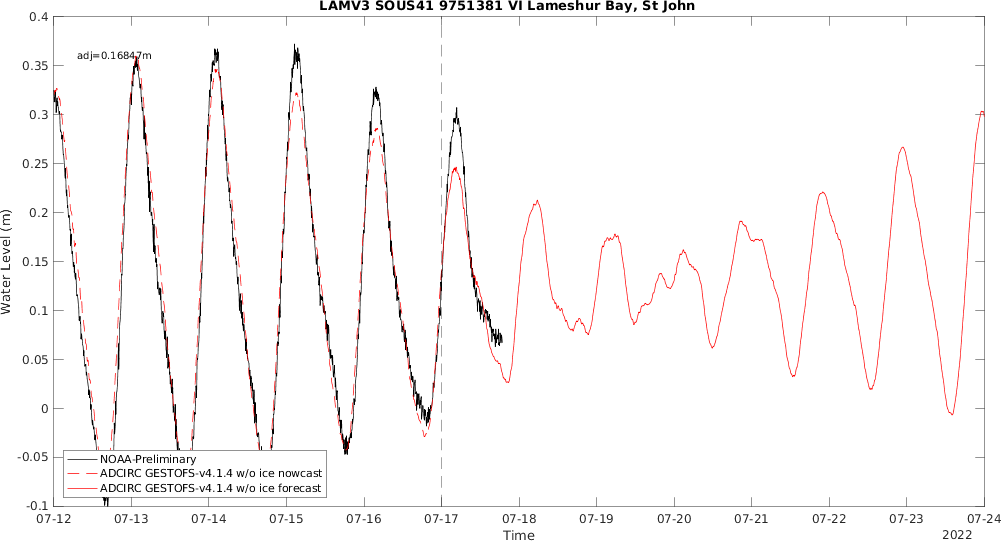 LAMV3 SOUS41 9751381 VI Lameshur Bay, St John
adj=0.16847m
0.4
0.35
0.3
0.25
0.2
0.15
0.1
0.05
0
-0.05
-0.1
Water Level (m)
NOAA-Preliminary
ADCIRC GESTOFS-v4.1.4 w/o ice nowcast
ADCIRC GESTOFS-v4.1.4 w/o ice forecast
07-12 07-13 07-14 07-15 07-16 07-17 07-18 07-19 07-20 07-21 07-22 07-23 07-24
Time
2022